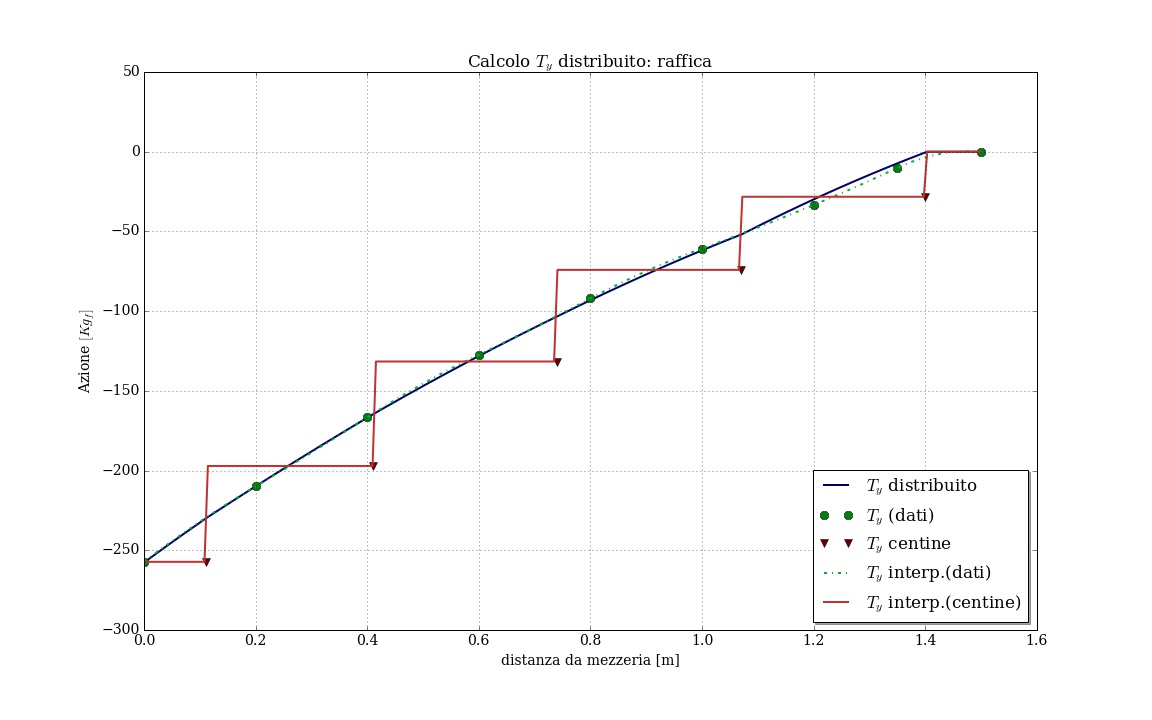 Calcolo T_y distribuito: raffica
50
0
−50
−100
−150
−200
−250
−300
Azione [Kg_f]
0.0 0.2 0.4 0.6 0.8 1.0 1.2 1.4 1.6
distanza da mezzeria [m]
T_y distribuito
T_y (dati)
T_y centine
T_y interp.(dati)
T_y interp.(centine)